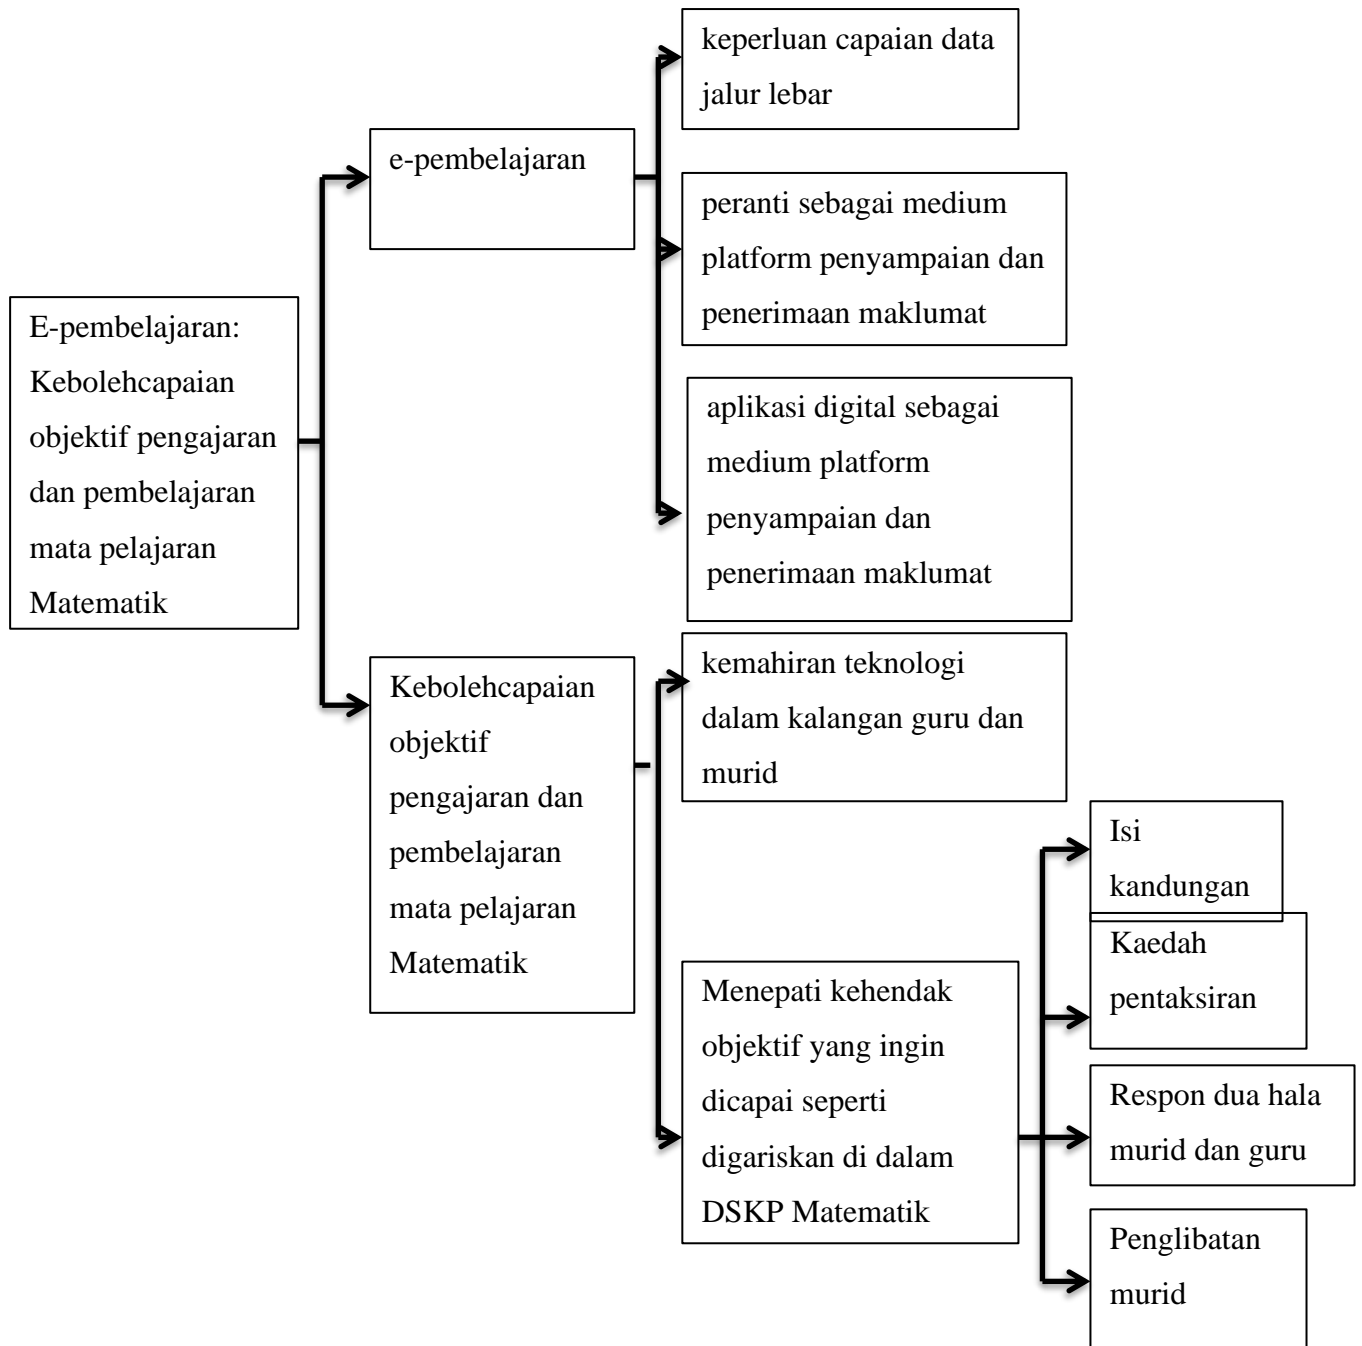 E-pembelajaran:
Kebolehcapaian
objektif pengajaran
dan pembelajaran
mata pelajaran
Matematik
e-pembelajaran
keperluan capaian data
jalur lebar
peranti sebagai medium
platform penyampaian dan
penerimaan maklumat
aplikasi digital sebagai
medium platform
penyampaian dan
penerimaan maklumat
Kebolehcapaian
objektif
pengajaran dan
pembelajaran
mata pelajaran
Matematik
kemahiran teknologi
dalam kalangan guru dan
murid
Menepati kehendak
objektif yang ingin
dicapai seperti
digariskan di dalam
DSKP Matematik
Isi
kandungan
Kaedah
pentaksiran
Respon dua hala
murid dan guru
Penglibatan
murid